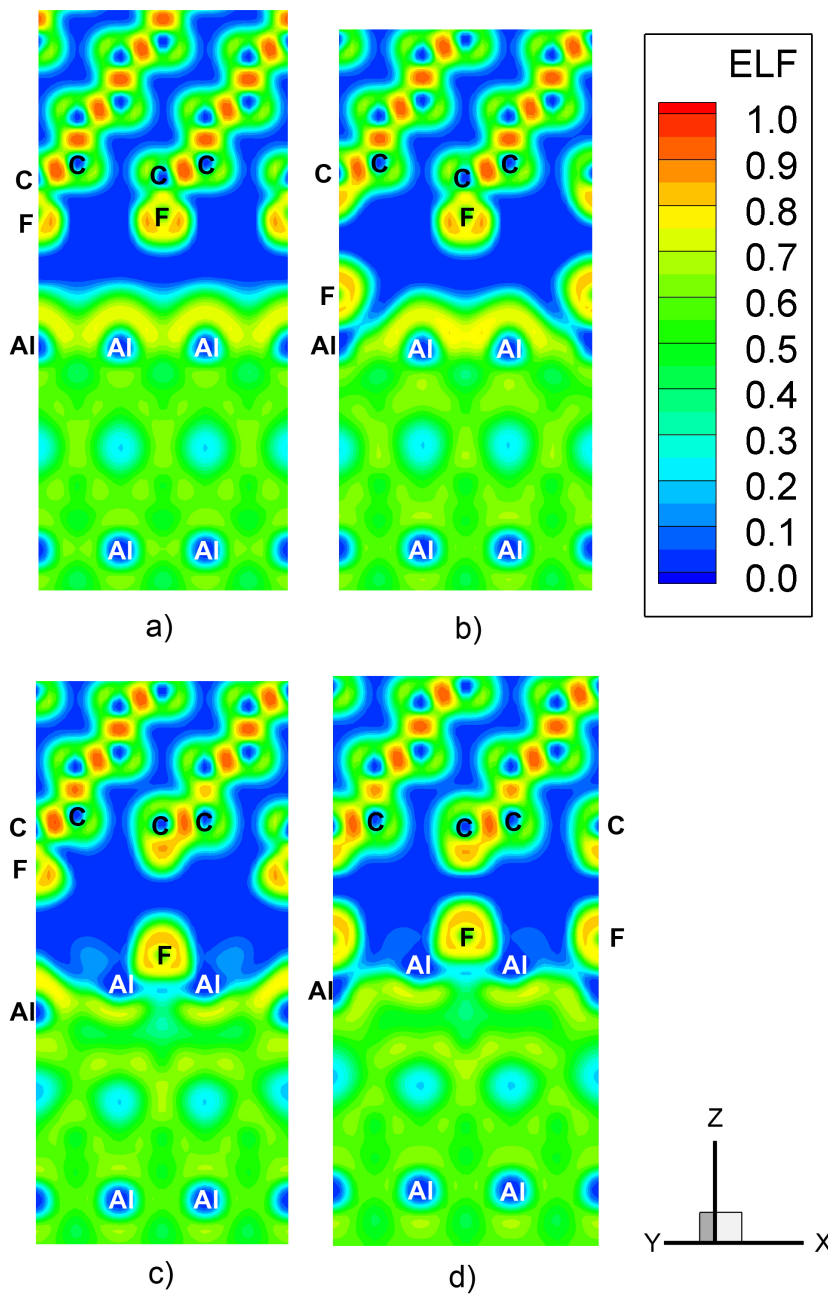 ELF
1.0
0.9
0.8
0.7
0.6
0.5
0.4
0.3
0.2
0.1
0.0
C C C C
F F
Al Al Al
Al Al
a)
C C C C
F
F
Al Al Al
Al Al
b)
C C C C
F
F
Al Al
Al
Al Al
c)
C C C C
F F
Al Al
Al
Al Al
d)
Z
Y X